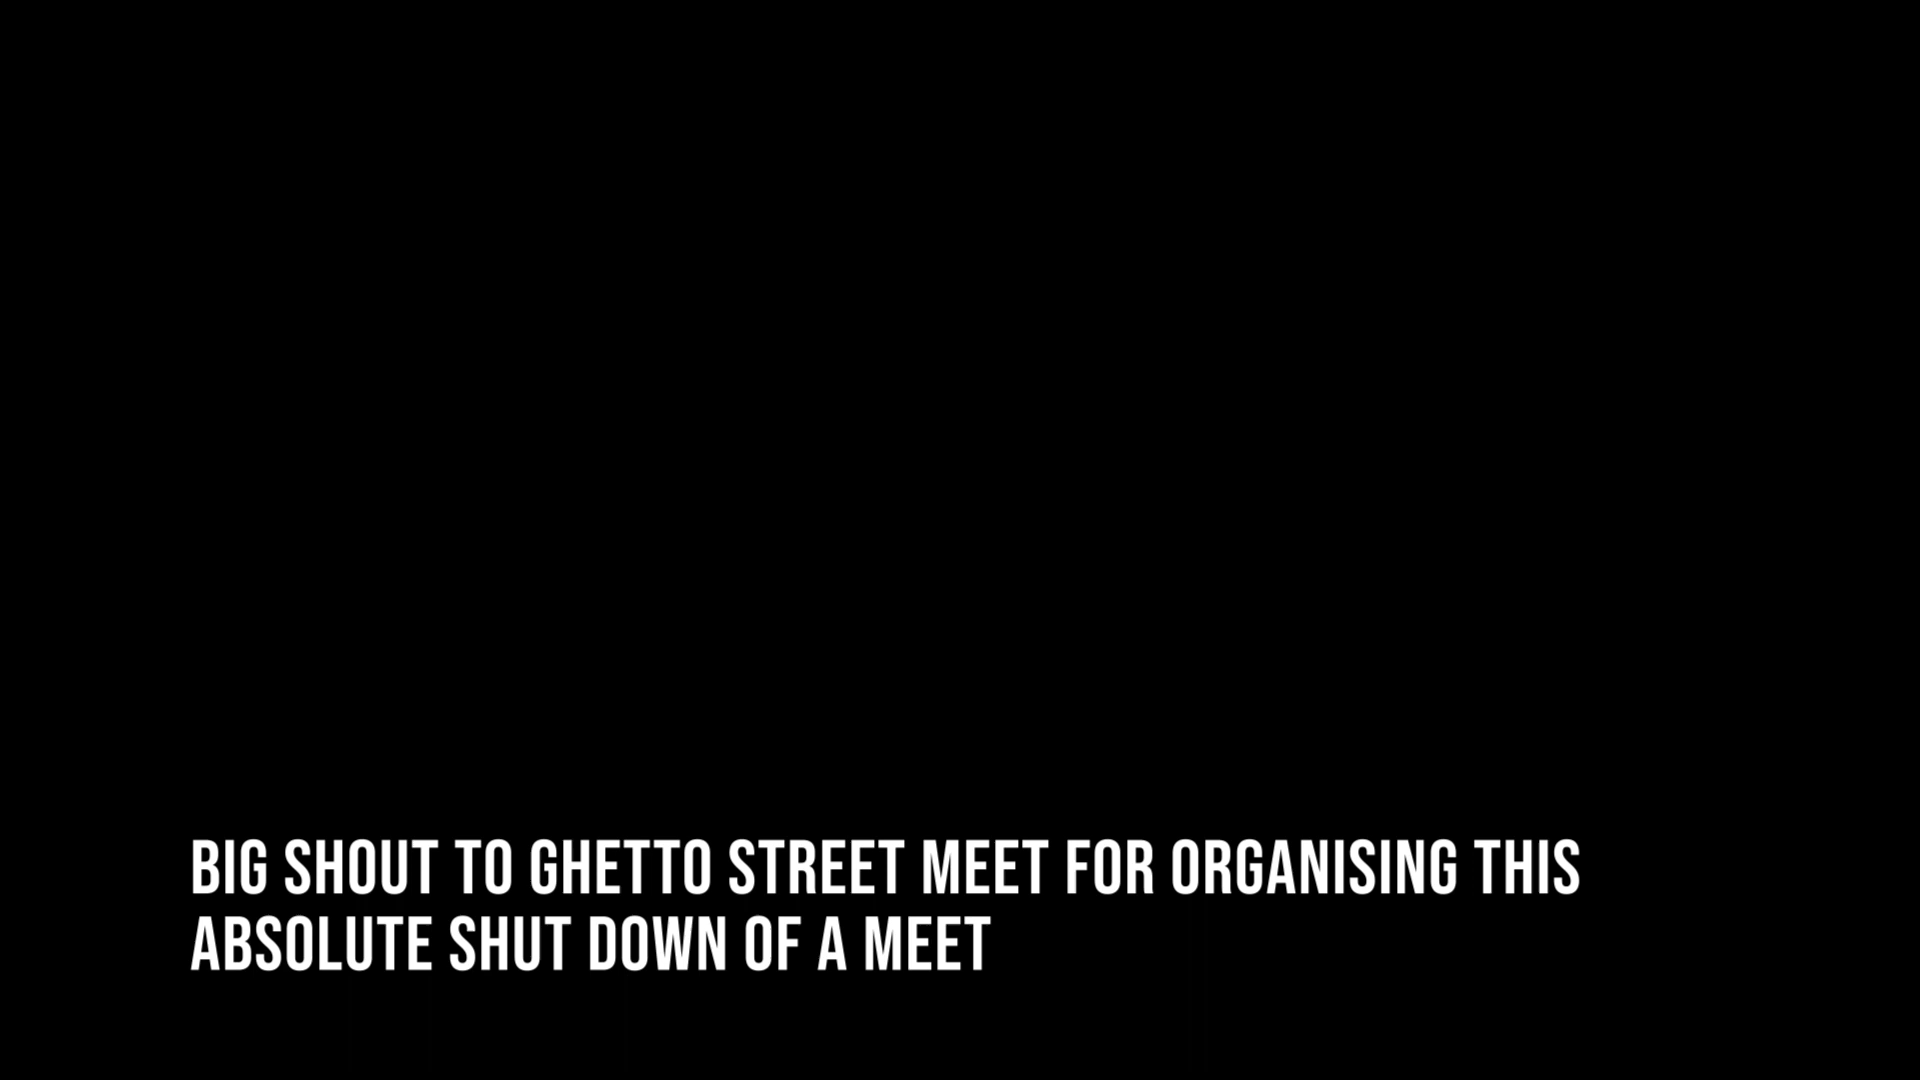 BIG SHOUT TO GHETTO STREET MEET FOR ORGANISING THIS
ABSOLUTE SHUT DOWN OF A MEET